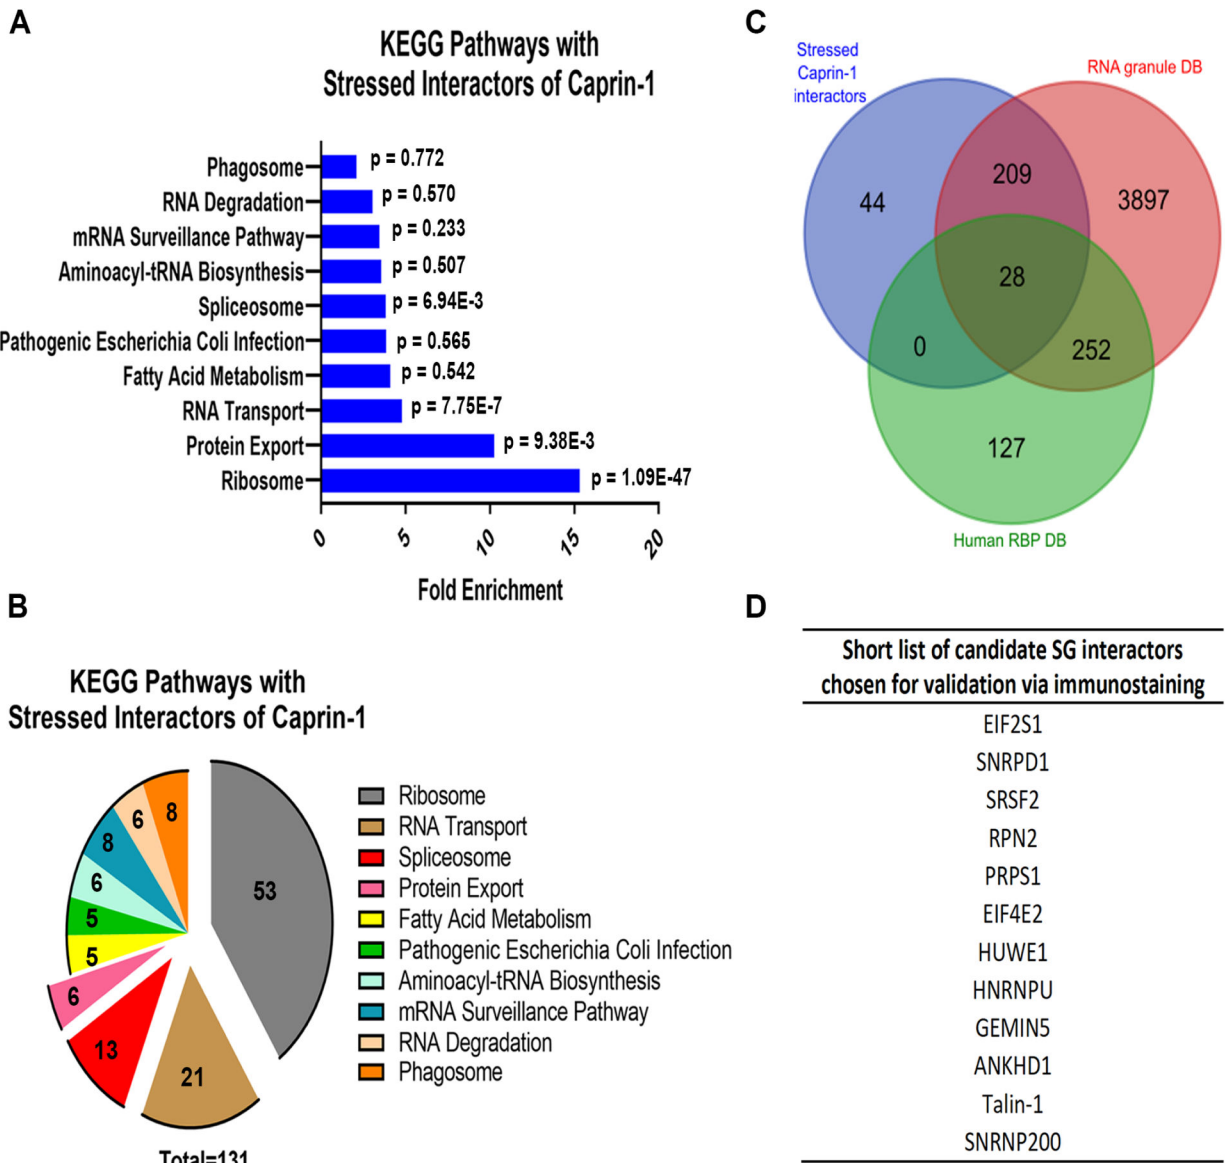 A
KEGG Pathways with
Stressed Interactors of Caprin-1
Phagosome
p = 0.772
RNA Degradation
p = 0.570
mRNA Surveillance Pathway
p = 0.233
Aminoacyl-tRNA Biosynthesis
p = 0.507
Spliceosome
p = 6.94E-3
Pathogenic Escherichia Coli Infection
p = 0.565
Fatty Acid Metabolism
p = 0.542
RNA Transport
p = 7.75E-7
Protein Export
p = 9.38E-3
Ribosome
p = 1.09E-47
0
5
10
15
20
Fold Enrichment
B
KEGG Pathways with
Stressed Interactors of Caprin-1
8
6
8
6
5
5
6
13
21
53
Ribosome
RNA Transport
Spliceosome
Protein Export
Fatty Acid Metabolism
Pathogenic Escherichia Coli Infection
Aminoacyl-tRNA Biosynthesis
mRNA Surveillance Pathway
RNA Degradation
Phagosome
Total=131
C
Stressed
Caprin-1
interactors
RNA granule DB
44
209
3897
28
0
252
127
Human RBP DB
D
Short list of candidate SG interactors
chosen for validation via immunostaining
EIF2S1
SNRPD1
SRSF2
RPN2
PRPS1
EIF4E2
HUWE1
HNRNPU
GEMIN5
ANKHD1
Talin-1
SNRNP200